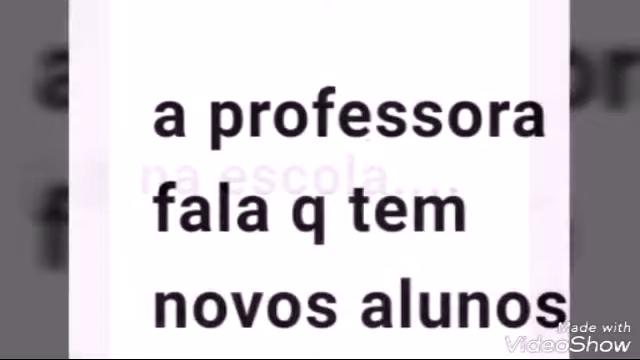 a professora
na escola....
fala q tem
novos alunos
Made with
VideoShow